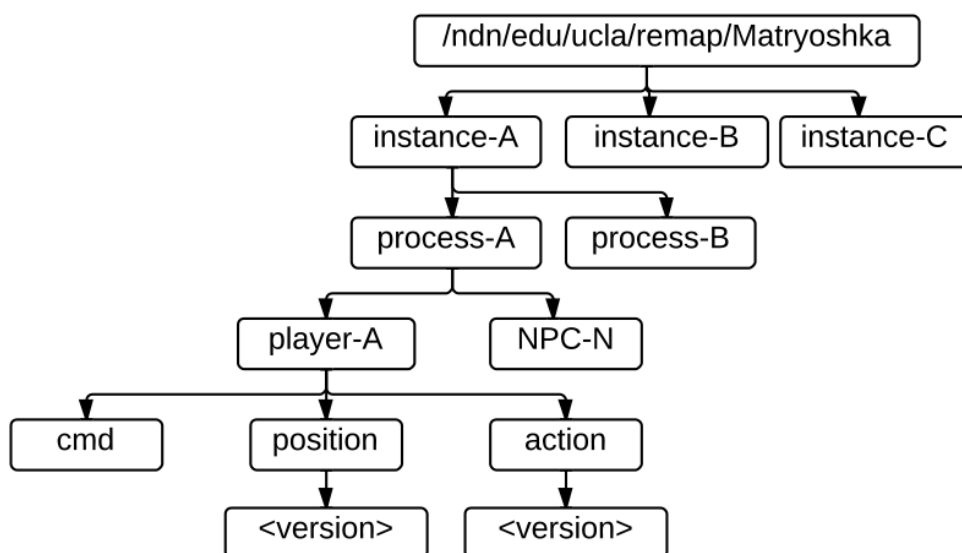 /ndn/edu/ucla/remap/Matryoshka
instance-A
instance-B
instance-C
process-A
process-B
player-A
NPC-N
cmd
position
action
<version>
<version>